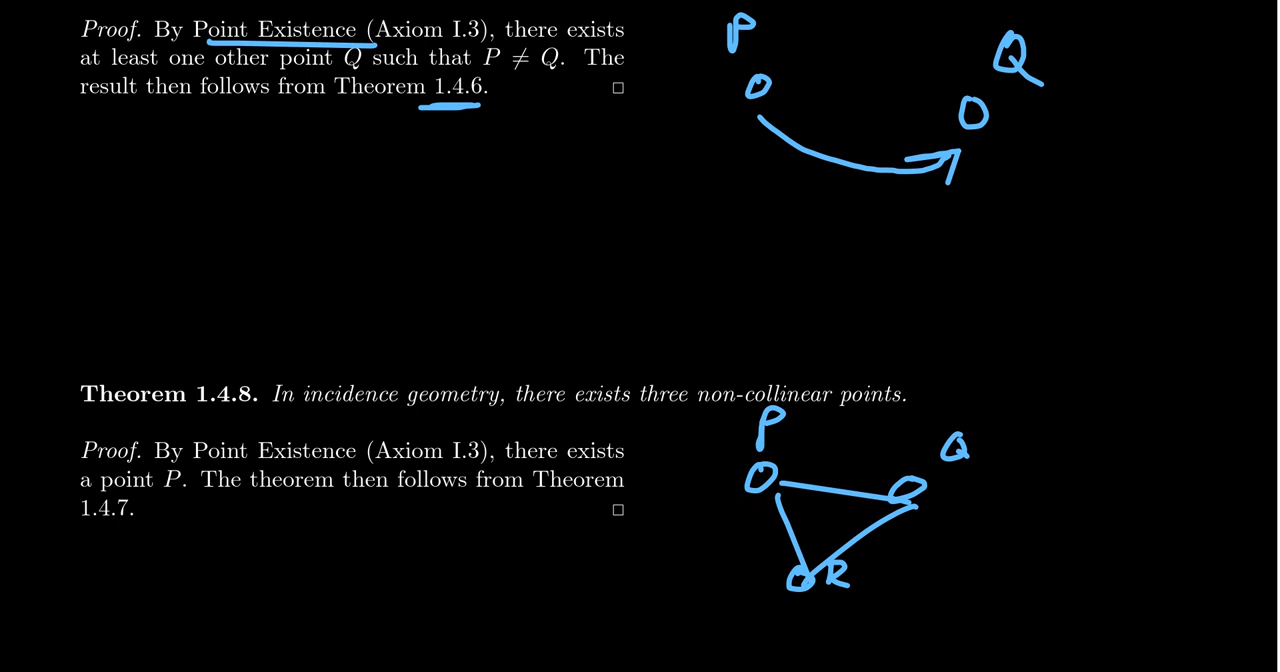 Proof. By Point Existence (Axiom I.3), there exists
at least one other point Q such that P ≠ Q. The
result then follows from Theorem 1.4.6. □
P
Q
Theorem 1.4.8. In incidence geometry, there exists three non-collinear points.
Proof. By Point Existence (Axiom I.3), there exists
a point P. The theorem then follows from Theorem
1.4.7. □
P
Q
R